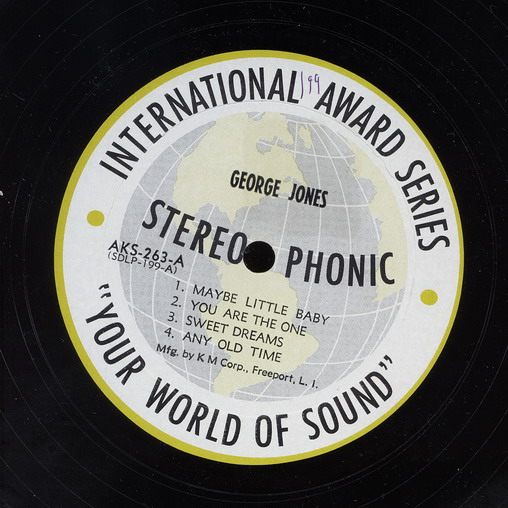 INTERNATIONAL AWARD SERIES
199
GEORGE JONES
STEREO PHONIC
AKS-263-A
(SDLP-199-A)
1. MAYBE LITTLE BABY
2. YOU ARE THE ONE
3. SWEET DREAMS
4. ANY OLD TIME
Mfg. by K M Corp., Freeport, L. I.
"YOUR WORLD OF SOUND"